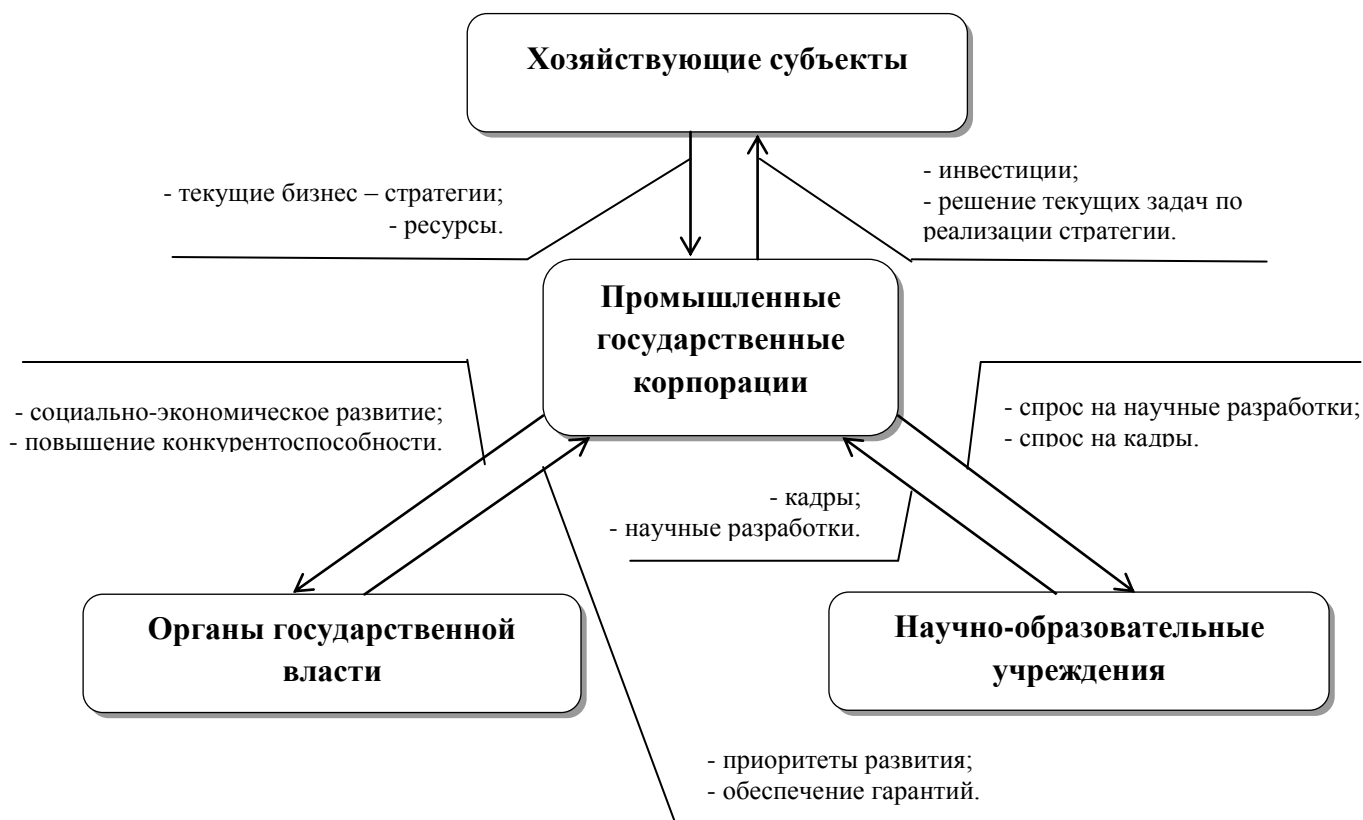 Хозяйствующие субъекты
- текущие бизнес – стратегии;
- ресурсы.
- инвестиции;
- решение текущих задач по
реализации стратегии.
Промышленные
государственные
корпорации
- социально-экономическое развитие;
- повышение конкурентоспособности.
- спрос на научные разработки;
- спрос на кадры.
- кадры;
- научные разработки.
Органы государственной
власти
Научно-образовательные
учреждения
- приоритеты развития;
- обеспечение гарантий.